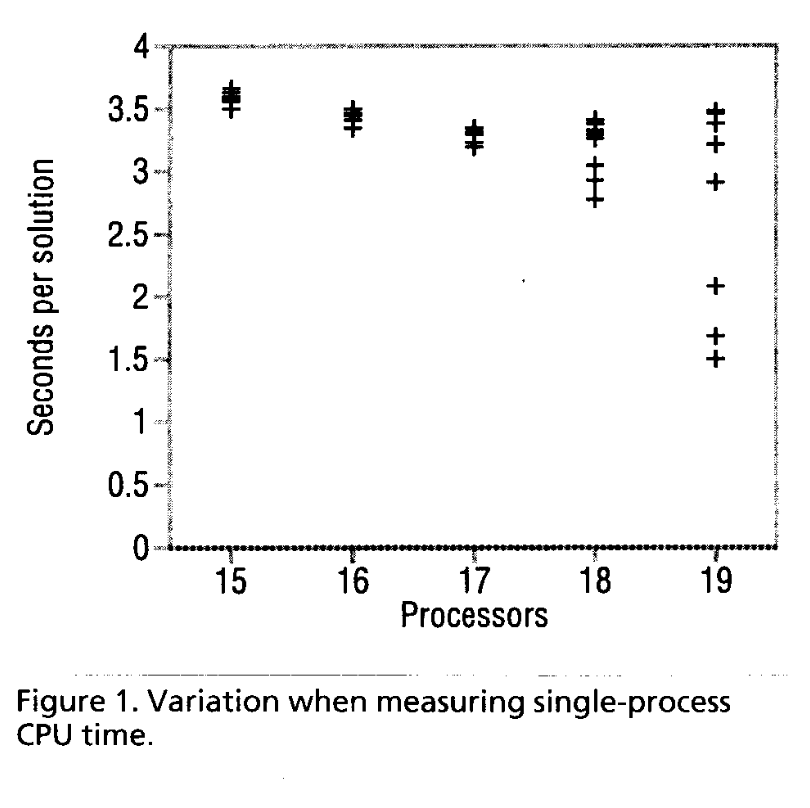 4
3.5
3
2.5
2
1.5
1
0.5
0
Seconds per solution
15 16 17 18 19
Processors
Figure 1. Variation when measuring single-process
CPU time.